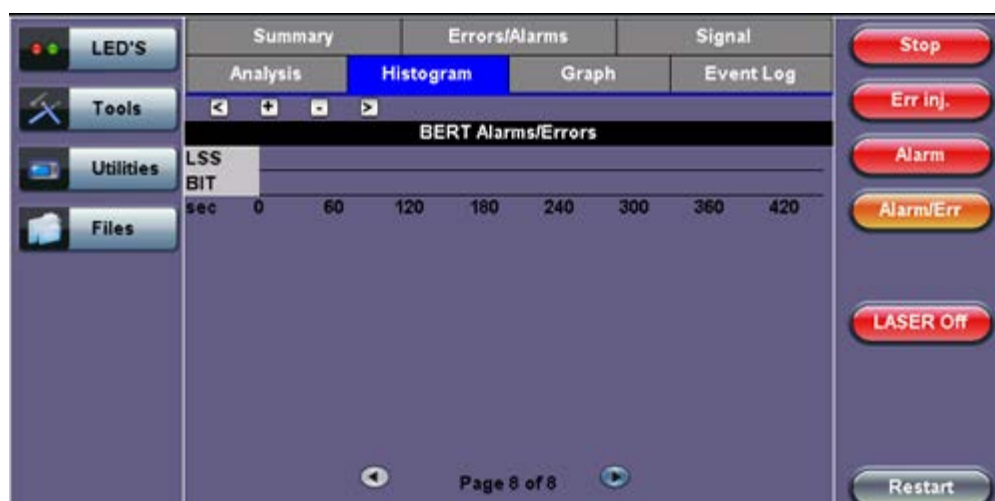 LED'S
Tools
Utilities
Files
Summary Errors/Alarms Signal
Analysis Histogram Graph Event Log
< + - >
BERT Alarms/Errors
LSS
BIT
sec 0 60 120 180 240 300 360 420
Page 8 of 8
Stop
Err inj.
Alarm
Alarm/Err
LASER Off
Restart